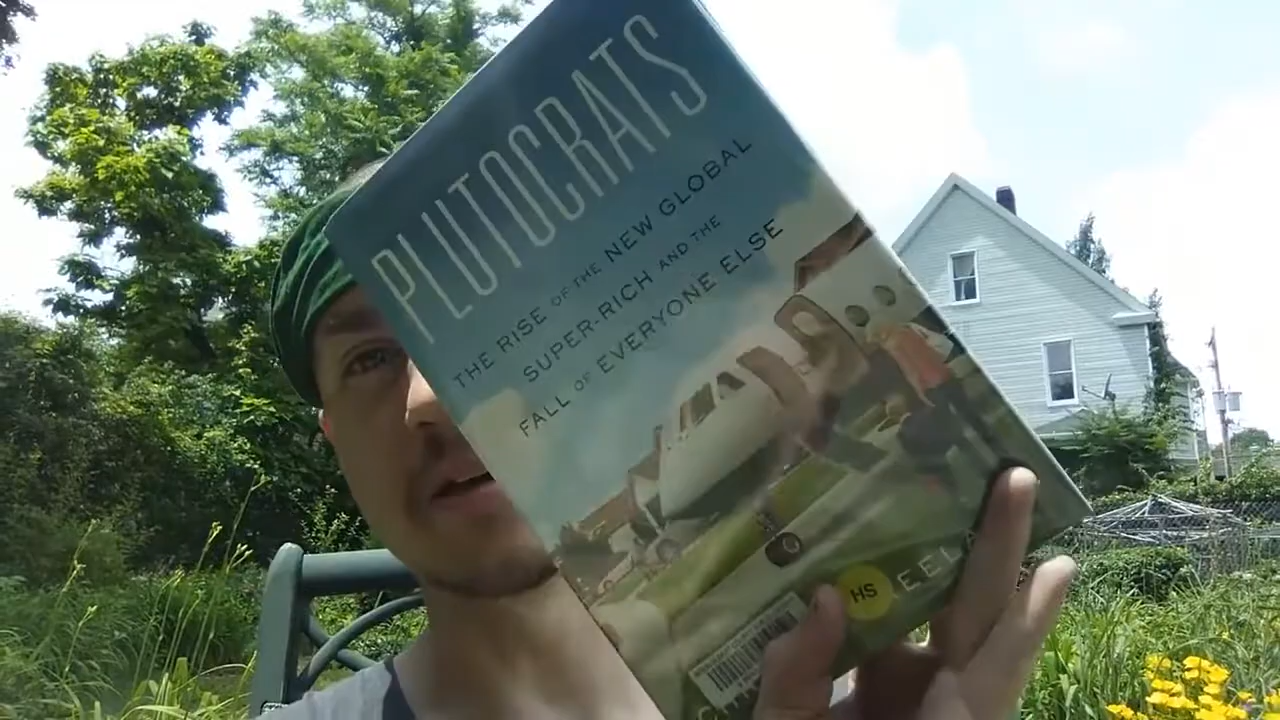 PLUTOCRATS
THE RISE OF THE NEW GLOBAL
SUPER-RICH AND THE
FALL OF EVERYONE ELSE
HS